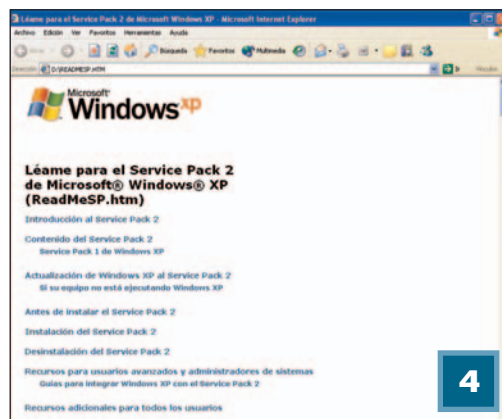 Léame para el Service Pack 2 de Microsoft Windows XP - Microsoft Internet Explorer
Archivo Edición Ver Favoritos Herramientas Ayuda
Búsqueda Favoritos Multimedia
Dirección D:\READMESP.HTM
Microsoft®
Windows xp
Léame para el Service Pack 2
de Microsoft® Windows® XP
(ReadMeSP.htm)
Introducción al Service Pack 2
Contenido del Service Pack 2
Service Pack 1 de Windows XP
Actualización de Windows XP al Service Pack 2
Si su equipo no está ejecutando Windows XP
Antes de instalar el Service Pack 2
Instalación del Service Pack 2
Desinstalación del Service Pack 2
Recursos para usuarios avanzados y administradores de sistemas
Guías para integrar Windows XP con el Service Pack 2
Recursos adicionales para todos los usuarios
4